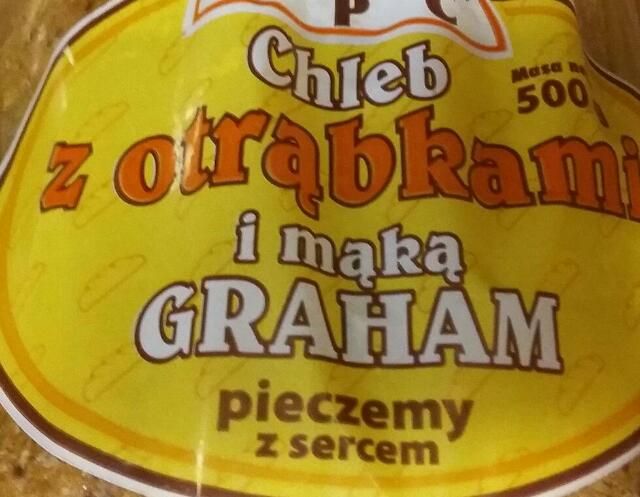 P C
Chleb
Masa
500
z otrąbkami
i mąką
GRAHAM
pieczemy
z sercem